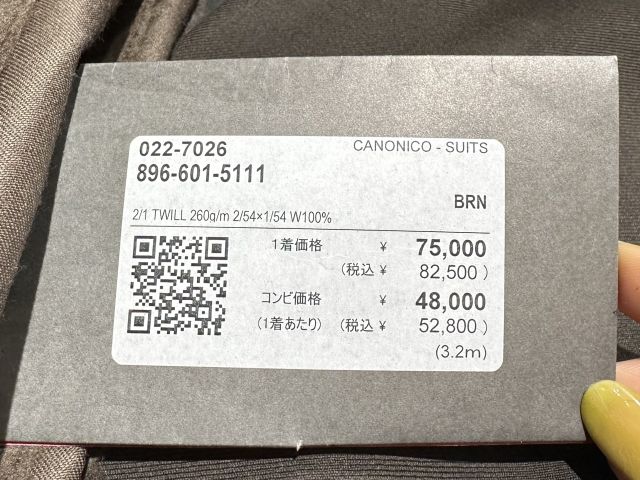 022-7026 CANONICO - SUITS
896-601-5111
BRN
2/1 TWILL 260g/m 2/54×1/54 W100%
1着価格 ¥ 75,000
(税込 ¥ 82,500 )
コンビ価格 ¥ 48,000
(1着あたり) (税込 ¥ 52,800 )
(3.2m)